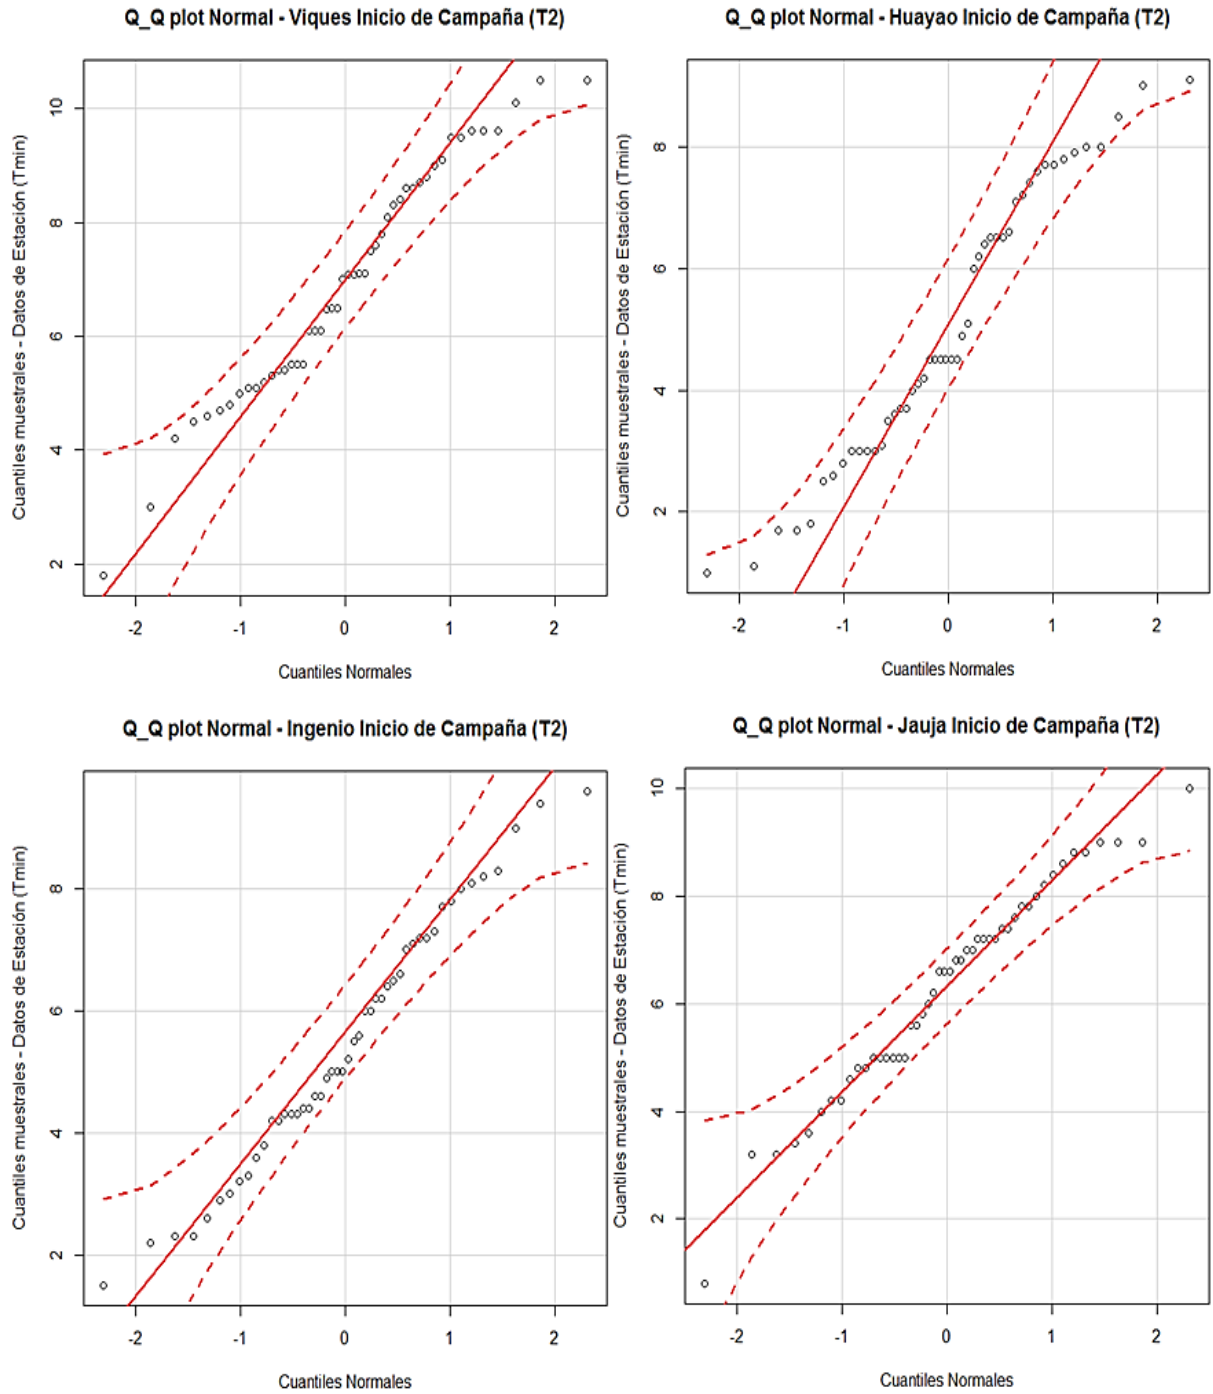 Q_Q plot Normal - Viques Inicio de Campaña (T2)
Cuantiles muestrales - Datos de Estación (Tmin)
10
8
6
4
2
-2 -1 0 1 2
Cuantiles Normales
Q_Q plot Normal - Huayao Inicio de Campaña (T2)
Cuantiles muestrales - Datos de Estación (Tmin)
8
6
4
2
-2 -1 0 1 2
Cuantiles Normales
Q_Q plot Normal - Ingenio Inicio de Campaña (T2)
Cuantiles muestrales - Datos de Estación (Tmin)
8
6
4
2
-2 -1 0 1 2
Cuantiles Normales
Q_Q plot Normal - Jauja Inicio de Campaña (T2)
Cuantiles muestrales - Datos de Estación (Tmin)
10
8
6
4
2
-2 -1 0 1 2
Cuantiles Normales